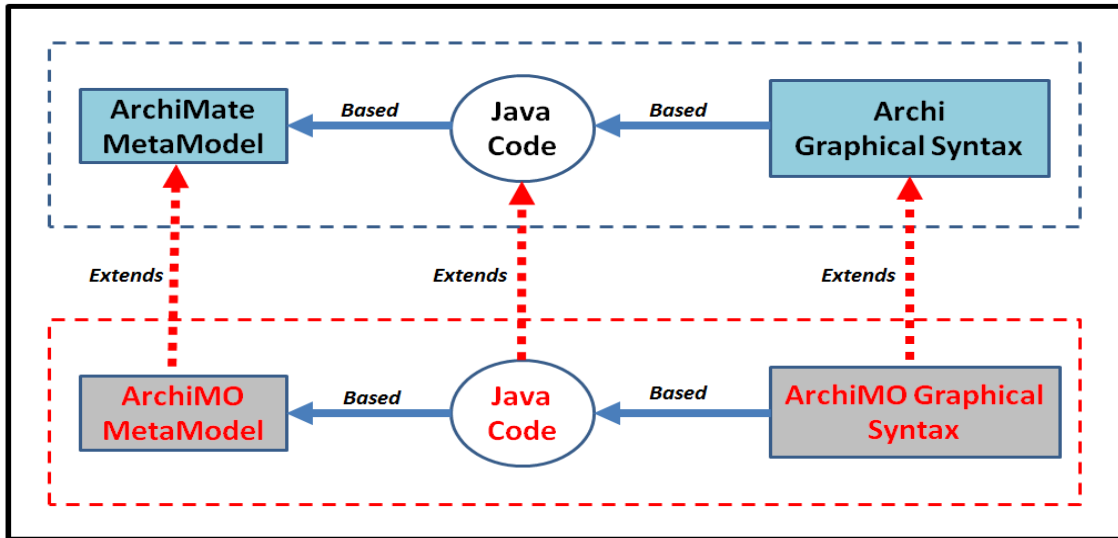 ArchiMate
MetaModel
Based
Java
Code
Based
Archi
Graphical Syntax
Extends
Extends
Extends
ArchiMO
MetaModel
Based
Java
Code
Based
ArchiMO Graphical
Syntax